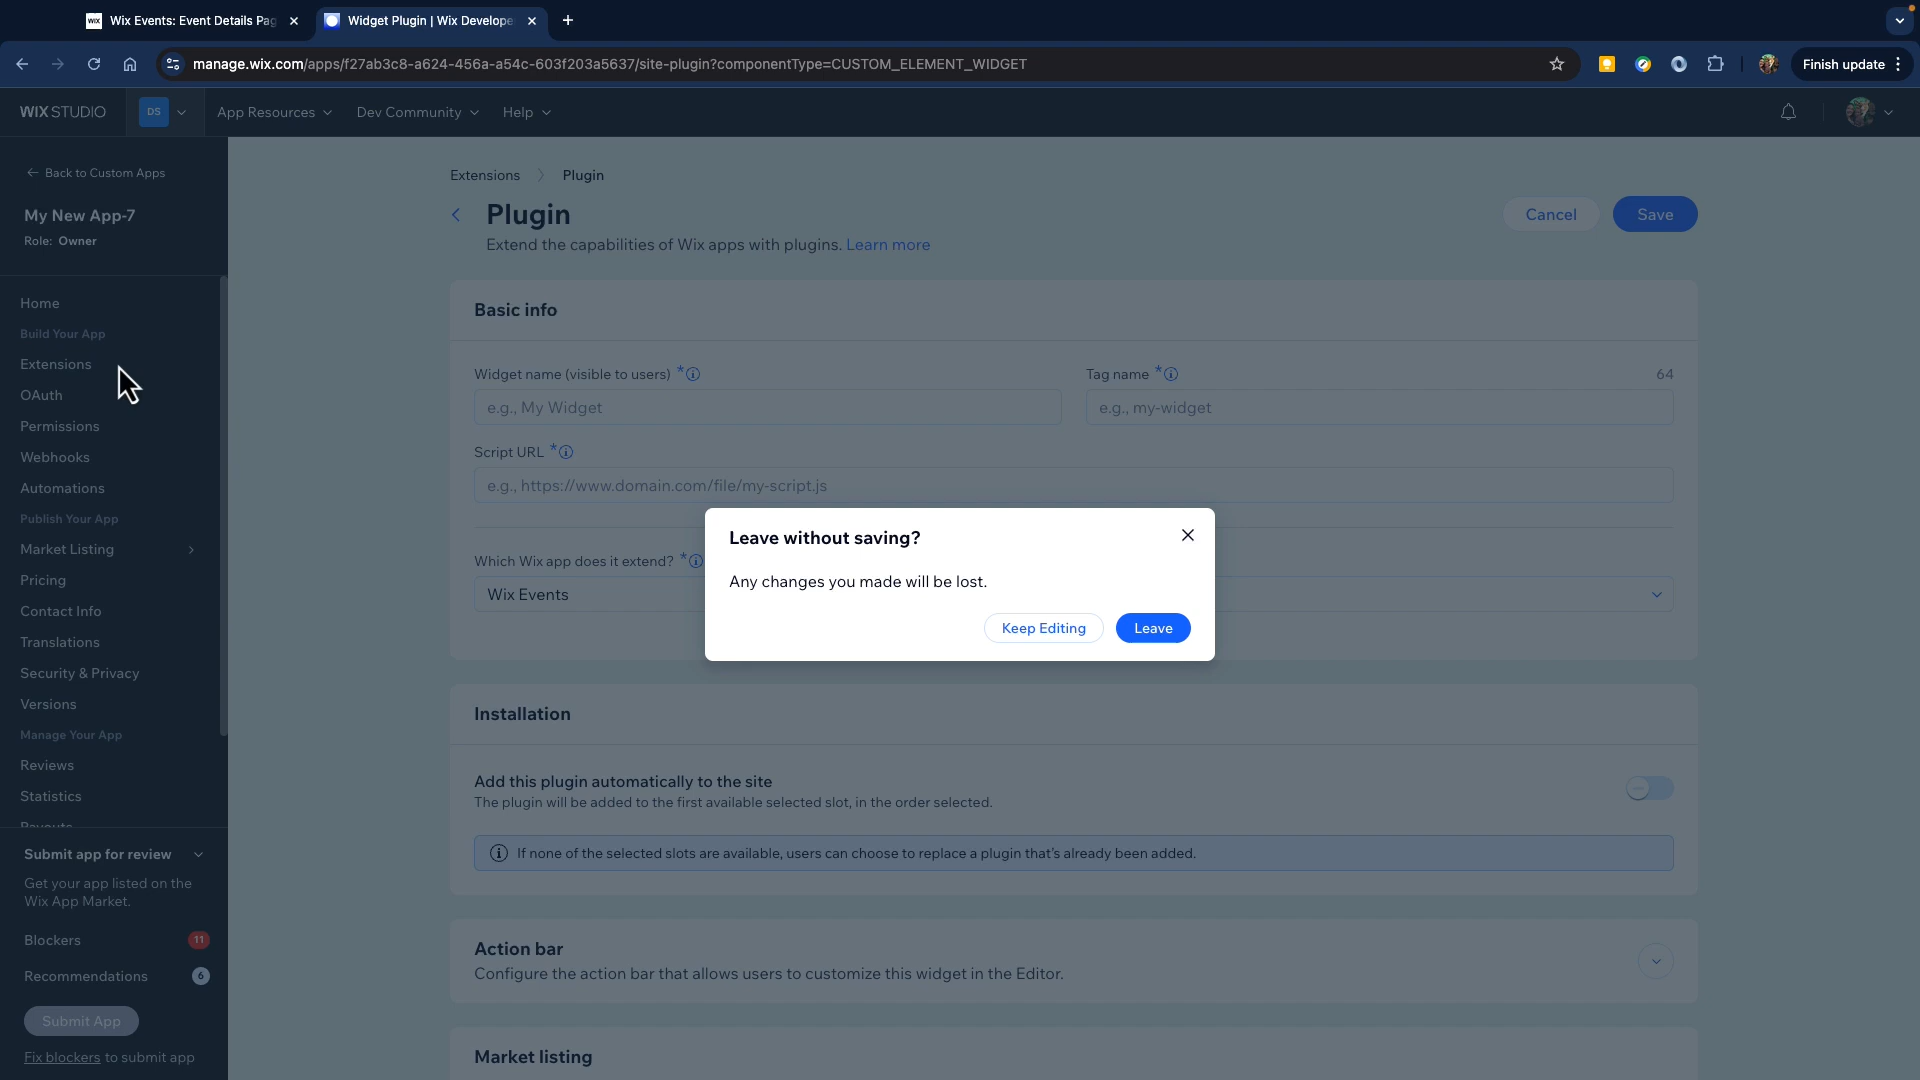 WIX Wix Events: Event Details Pag
Widget Plugin | Wix Develope
manage.wix.com/apps/f27ab3c8-a624-456a-a54c-603f203a5637/site-plugin?componentType=CUSTOM_ELEMENT_WIDGET
Finish update
WIX STUDIO
DS
App Resources
Dev Community
Help
Back to Custom Apps
My New App-7
Role: Owner
Home
Build Your App
Extensions
OAuth
Permissions
Webhooks
Automations
Publish Your App
Market Listing
Pricing
Contact Info
Translations
Security & Privacy
Versions
Manage Your App
Reviews
Statistics
Payouts
Submit app for review
Get your app listed on the
Wix App Market.
Blockers 11
Recommendations 6
Submit App
Fix blockers to submit app
Extensions
Plugin
Plugin
Extend the capabilities of Wix apps with plugins. Learn more
Cancel
Save
Basic info
Widget name (visible to users) *
e.g., My Widget
Tag name *
64
e.g., my-widget
Script URL *
e.g., https://www.domain.com/file/my-script.js
Which Wix app does it extend? *
Wix Events
Leave without saving?
Any changes you made will be lost.
Keep Editing
Leave
Installation
Add this plugin automatically to the site
The plugin will be added to the first available selected slot, in the order selected.
If none of the selected slots are available, users can choose to replace a plugin that's already been added.
Action bar
Configure the action bar that allows users to customize this widget in the Editor.
Market listing